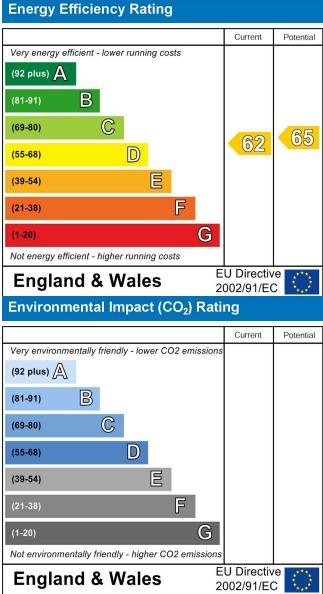 Energy Efficiency Rating
Current Potential
Very energy efficient - lower running costs
(92 plus) A
(81-91) B
(69-80) C
(55-68) D
62 65
(39-54) E
(21-38) F
(1-20) G
Not energy efficient - higher running costs
England & Wales
EU Directive
2002/91/EC
Environmental Impact (CO₂) Rating
Current Potential
Very environmentally friendly - lower CO2 emissions
(92 plus) A
(81-91) B
(69-80) C
(55-68) D
(39-54) E
(21-38) F
(1-20) G
Not environmentally friendly - higher CO2 emissions
England & Wales
EU Directive
2002/91/EC